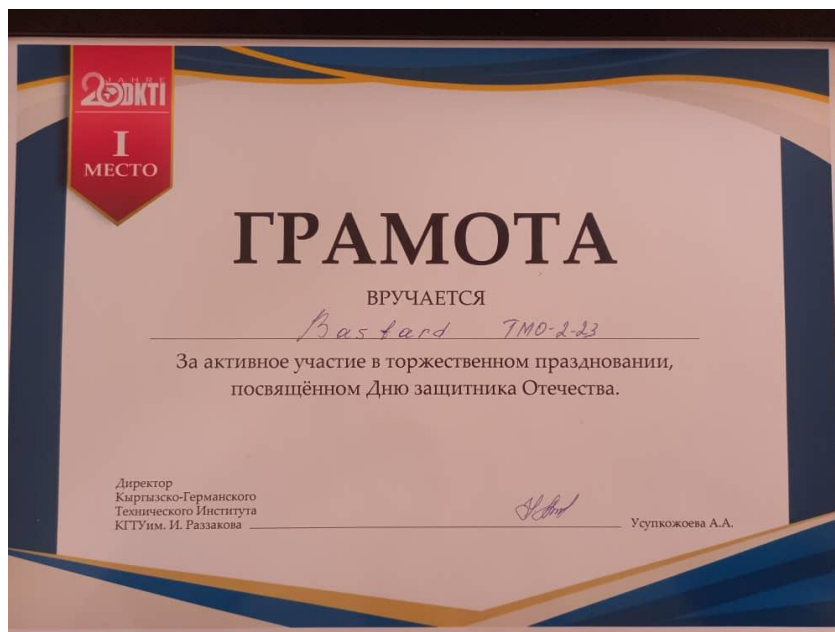 JAHRE
20 DKTI
I
МЕСТО
ГРАМОТА
ВРУЧАЕТСЯ
Bastard ТМО-2-23
За активное участие в торжественном праздновании,
посвящённом Дню защитника Отечества.
Директор
Кыргызско-Германского
Технического Института
КГТУим. И. Раззакова
Усупкожоева А.А.